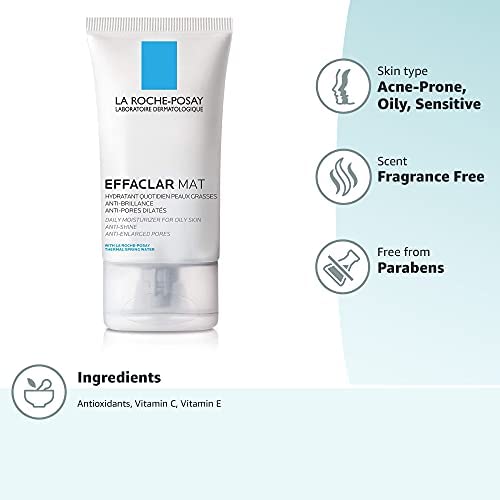 LA ROCHE-POSAY
LABORATOIRE DERMATOLOGIQUE
EFFACLAR MAT
HYDRATANT QUOTIDIEN PEAUX GRASSES
ANTI-BRILLANCE
ANTI-PORES DILATÉS
DAILY MOISTURIZER FOR OILY SKIN
ANTI-SHINE
ANTI-ENLARGED PORES
WITH LA ROCHE-POSAY
THERMAL SPRING WATER
Skin type
Acne-Prone,
Oily, Sensitive
Scent
Fragrance Free
Free from
Parabens
Ingredients
Antioxidants, Vitamin C, Vitamin E